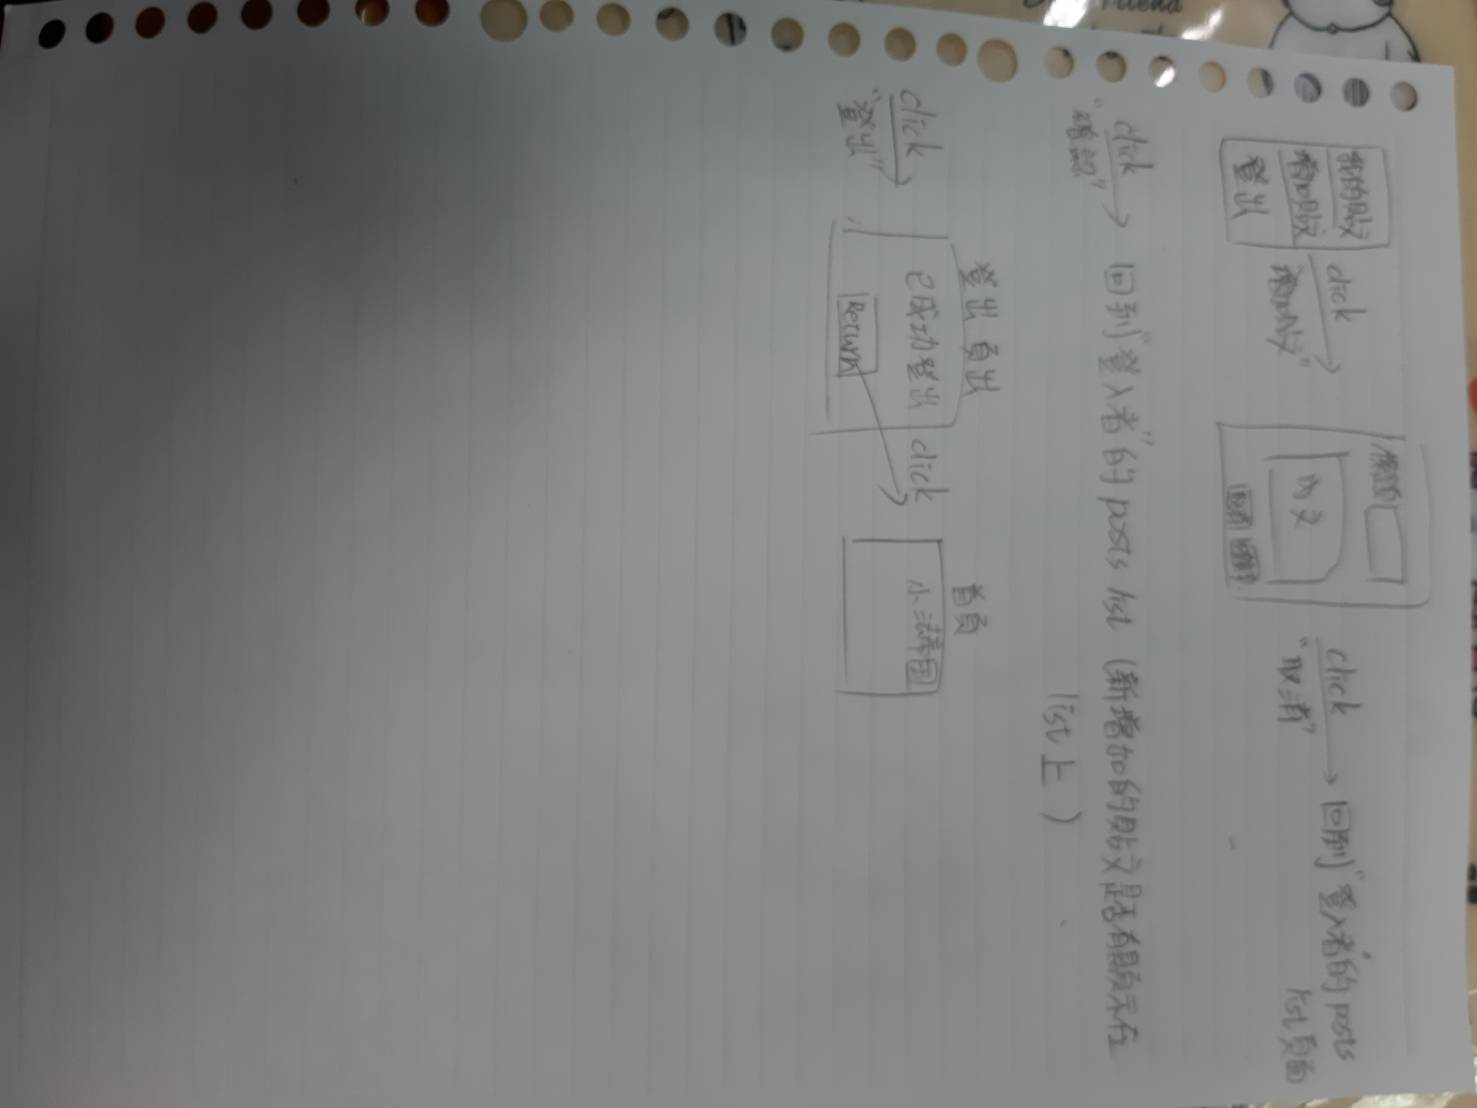 我的貼文
增加貼文
登出
click
"增加貼文"
標題
內文
取消
click
"取消"
回到"登入者"的 posts
list 頁面
click
"確認"
回到"登入者"的 posts list (新增加的貼文是否有顯示在
list 上 )
click
"登出"
登出 頁出
已成功登出
Return
click
首頁
小法帝国